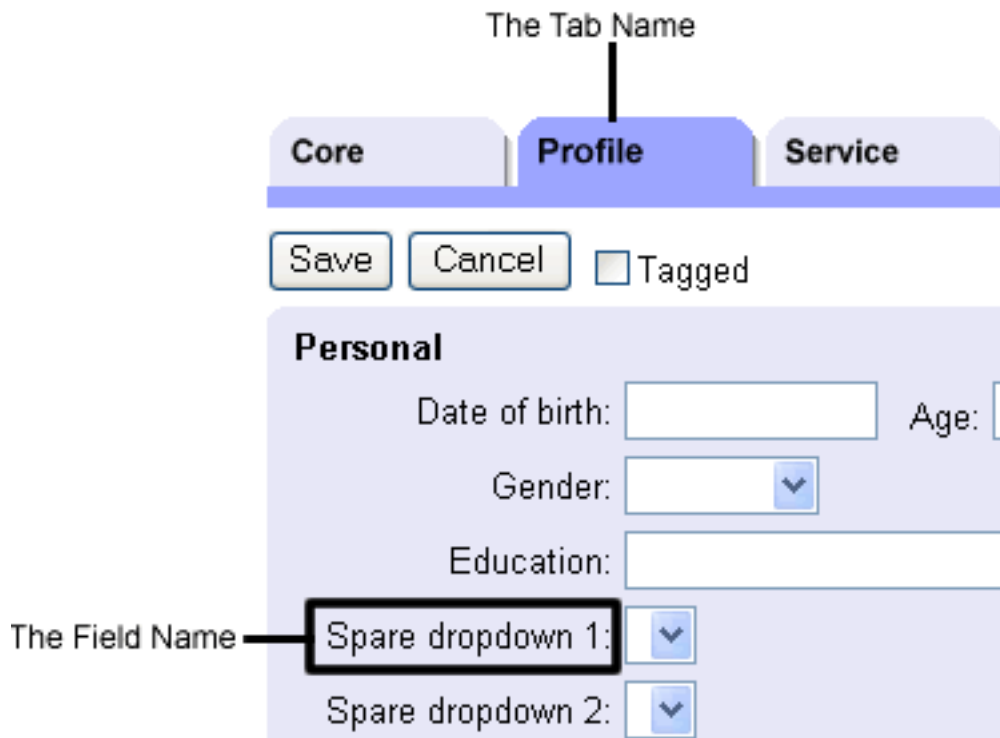 The Tab Name
Core Profile Service
Save Cancel Tagged
Personal
Date of birth: Age:
Gender:
Education:
The Field Name Spare dropdown 1:
Spare dropdown 2: